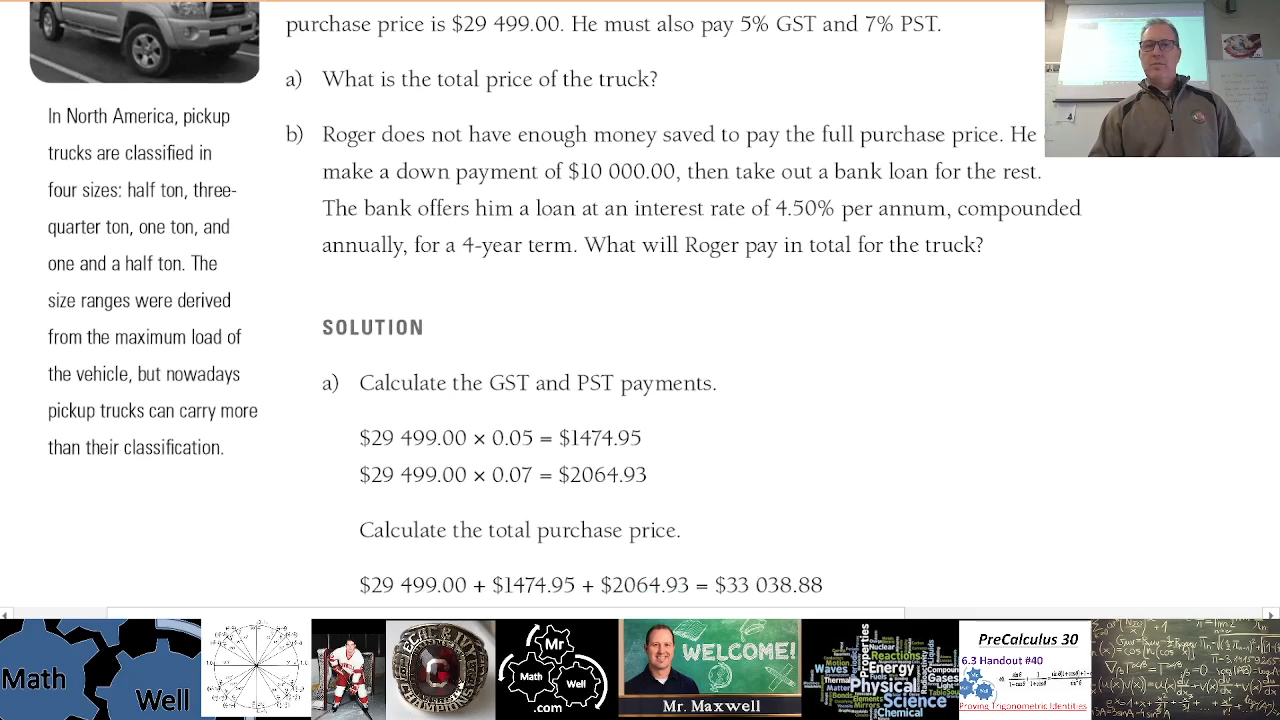 purchase price is $29 499.00. He must also pay 5% GST and 7% PST.
a) What is the total price of the truck?
b) Roger does not have enough money saved to pay the full purchase price. He
make a down payment of $10 000.00, then take out a bank loan for the rest.
The bank offers him a loan at an interest rate of 4.50% per annum, compounded
annually, for a 4-year term. What will Roger pay in total for the truck?
In North America, pickup
trucks are classified in
four sizes: half ton, three-
quarter ton, one ton, and
one and a half ton. The
size ranges were derived
from the maximum load of
the vehicle, but nowadays
pickup trucks can carry more
than their classification.
SOLUTION
a) Calculate the GST and PST payments.
$29 499.00 × 0.05 = $1474.95
$29 499.00 × 0.07 = $2064.93
Calculate the total purchase price.
$29 499.00 + $1474.95 + $2064.93 = $33 038.88
Math
Well
Mr
Math
Well
.com
WELCOME!
Mr. Maxwell
Properties
Nuclear
Reactions
Motion
Waves
Energy
Thermal
Matter
Physical
Light
Bonds
Mirrors
Science
Chemical
PreCalculus 30
6.3 Handout #40
Proving Trigonometric Identities